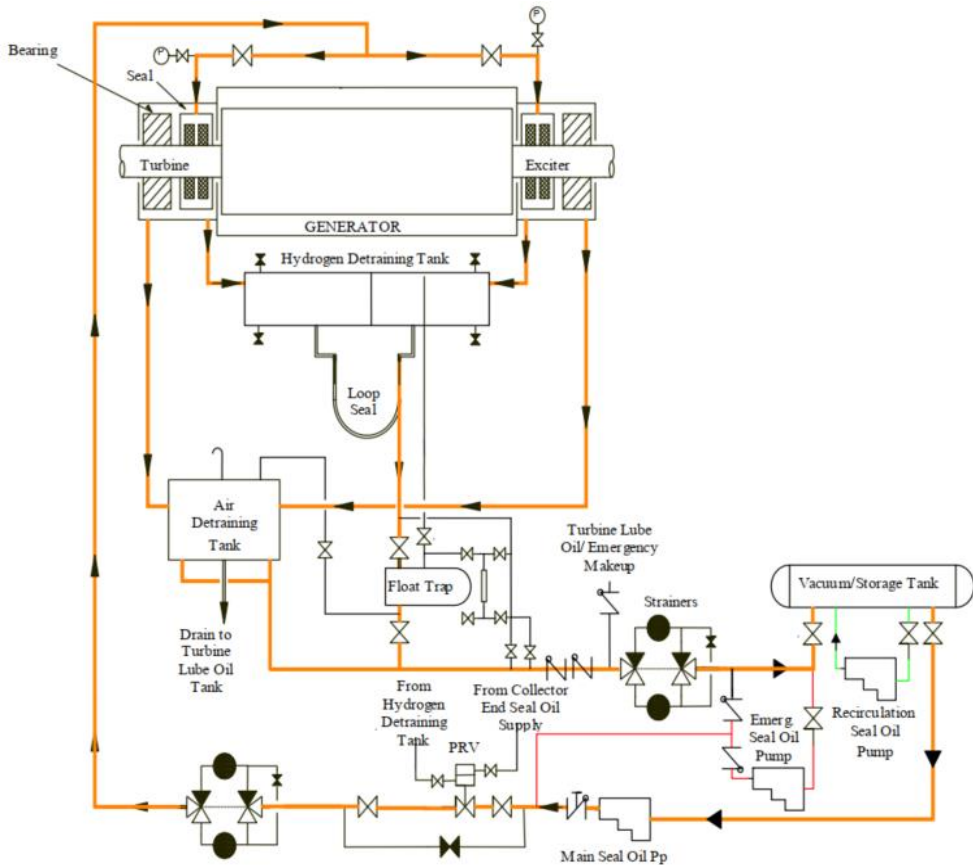 P
P
Bearing
Seal
Turbine
Exciter
GENERATOR
Hydrogen Detraining Tank
Loop
Seal
Air
Detraining
Tank
Turbine Lube
Oil/ Emergency
Makeup
Float Trap
Vacuum/Storage Tank
Strainers
Drain to
Turbine
Lube Oil
Tank
From
Hydrogen
Detraining
Tank
From Collector
End Seal Oil
Supply
PRV
Emerg.
Seal Oil
Pump
Recirculation
Seal Oil
Pump
Main Seal Oil Pp